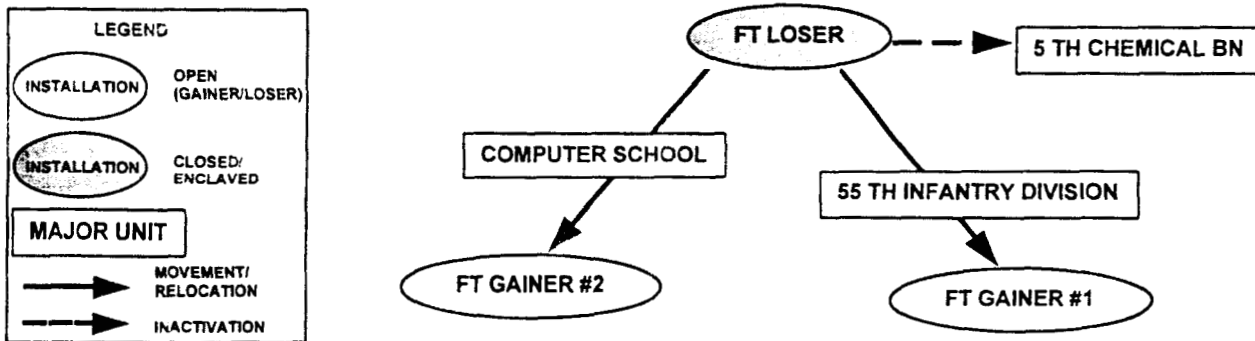 LEGEND
INSTALLATION
OPEN
(GAINER/LOSER)
INSTALLATION
CLOSED/
ENCLAVED
MAJOR UNIT
MOVEMENT/
RELOCATION
INACTIVATION
FT LOSER
5 TH CHEMICAL BN
COMPUTER SCHOOL
55 TH INFANTRY DIVISION
FT GAINER #2
FT GAINER #1